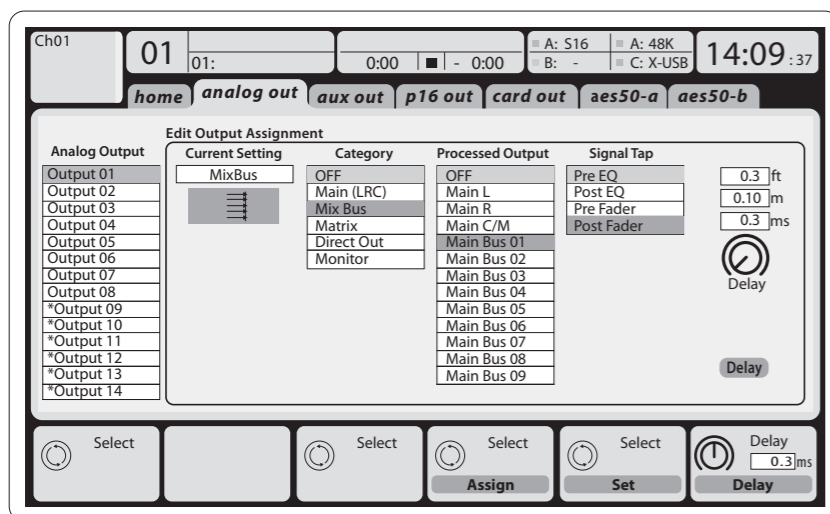 Ch01
01
01:
0:00
- 0:00
A: S16
A: 48K
B: -
C: X-USB
14:09 :37
home
analog out
aux out
p16 out
card out
aes50-a
aes50-b
Edit Output Assignment
Analog Output
Output 01
Output 02
Output 03
Output 04
Output 05
Output 06
Output 07
Output 08
*Output 09
*Output 10
*Output 11
*Output 12
*Output 13
*Output 14
Current Setting
MixBus
Category
OFF
Main (LRC)
Mix Bus
Matrix
Direct Out
Monitor
Processed Output
OFF
Main L
Main R
Main C/M
Main Bus 01
Main Bus 02
Main Bus 03
Main Bus 04
Main Bus 05
Main Bus 06
Main Bus 07
Main Bus 08
Main Bus 09
Signal Tap
Pre EQ
Post EQ
Pre Fader
Post Fader
0.3 ft
0.10 m
0.3 ms
Delay
Delay
Select
Select
Select
Assign
Select
Set
Delay
0.3 ms
Delay